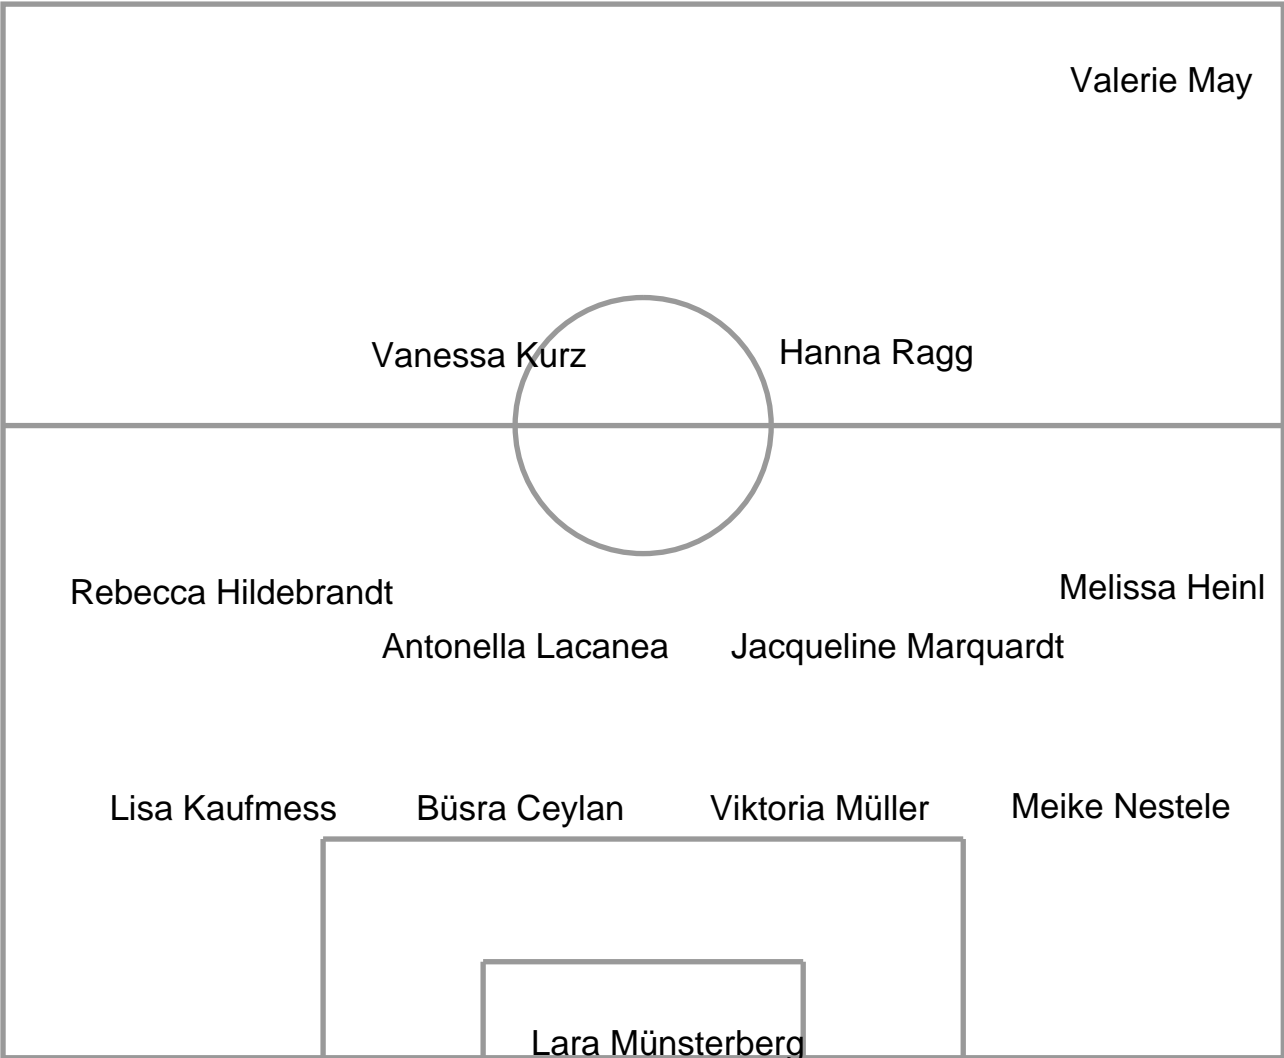 Valerie May
Vanessa Kurz
Hanna Ragg
Rebecca Hildebrandt
Melissa Heinl
Antonella Lacanea
Jacqueline Marquardt
Lisa Kaufmess
Büsra Ceylan
Viktoria Müller
Meike Nestele
Lara Münsterberg